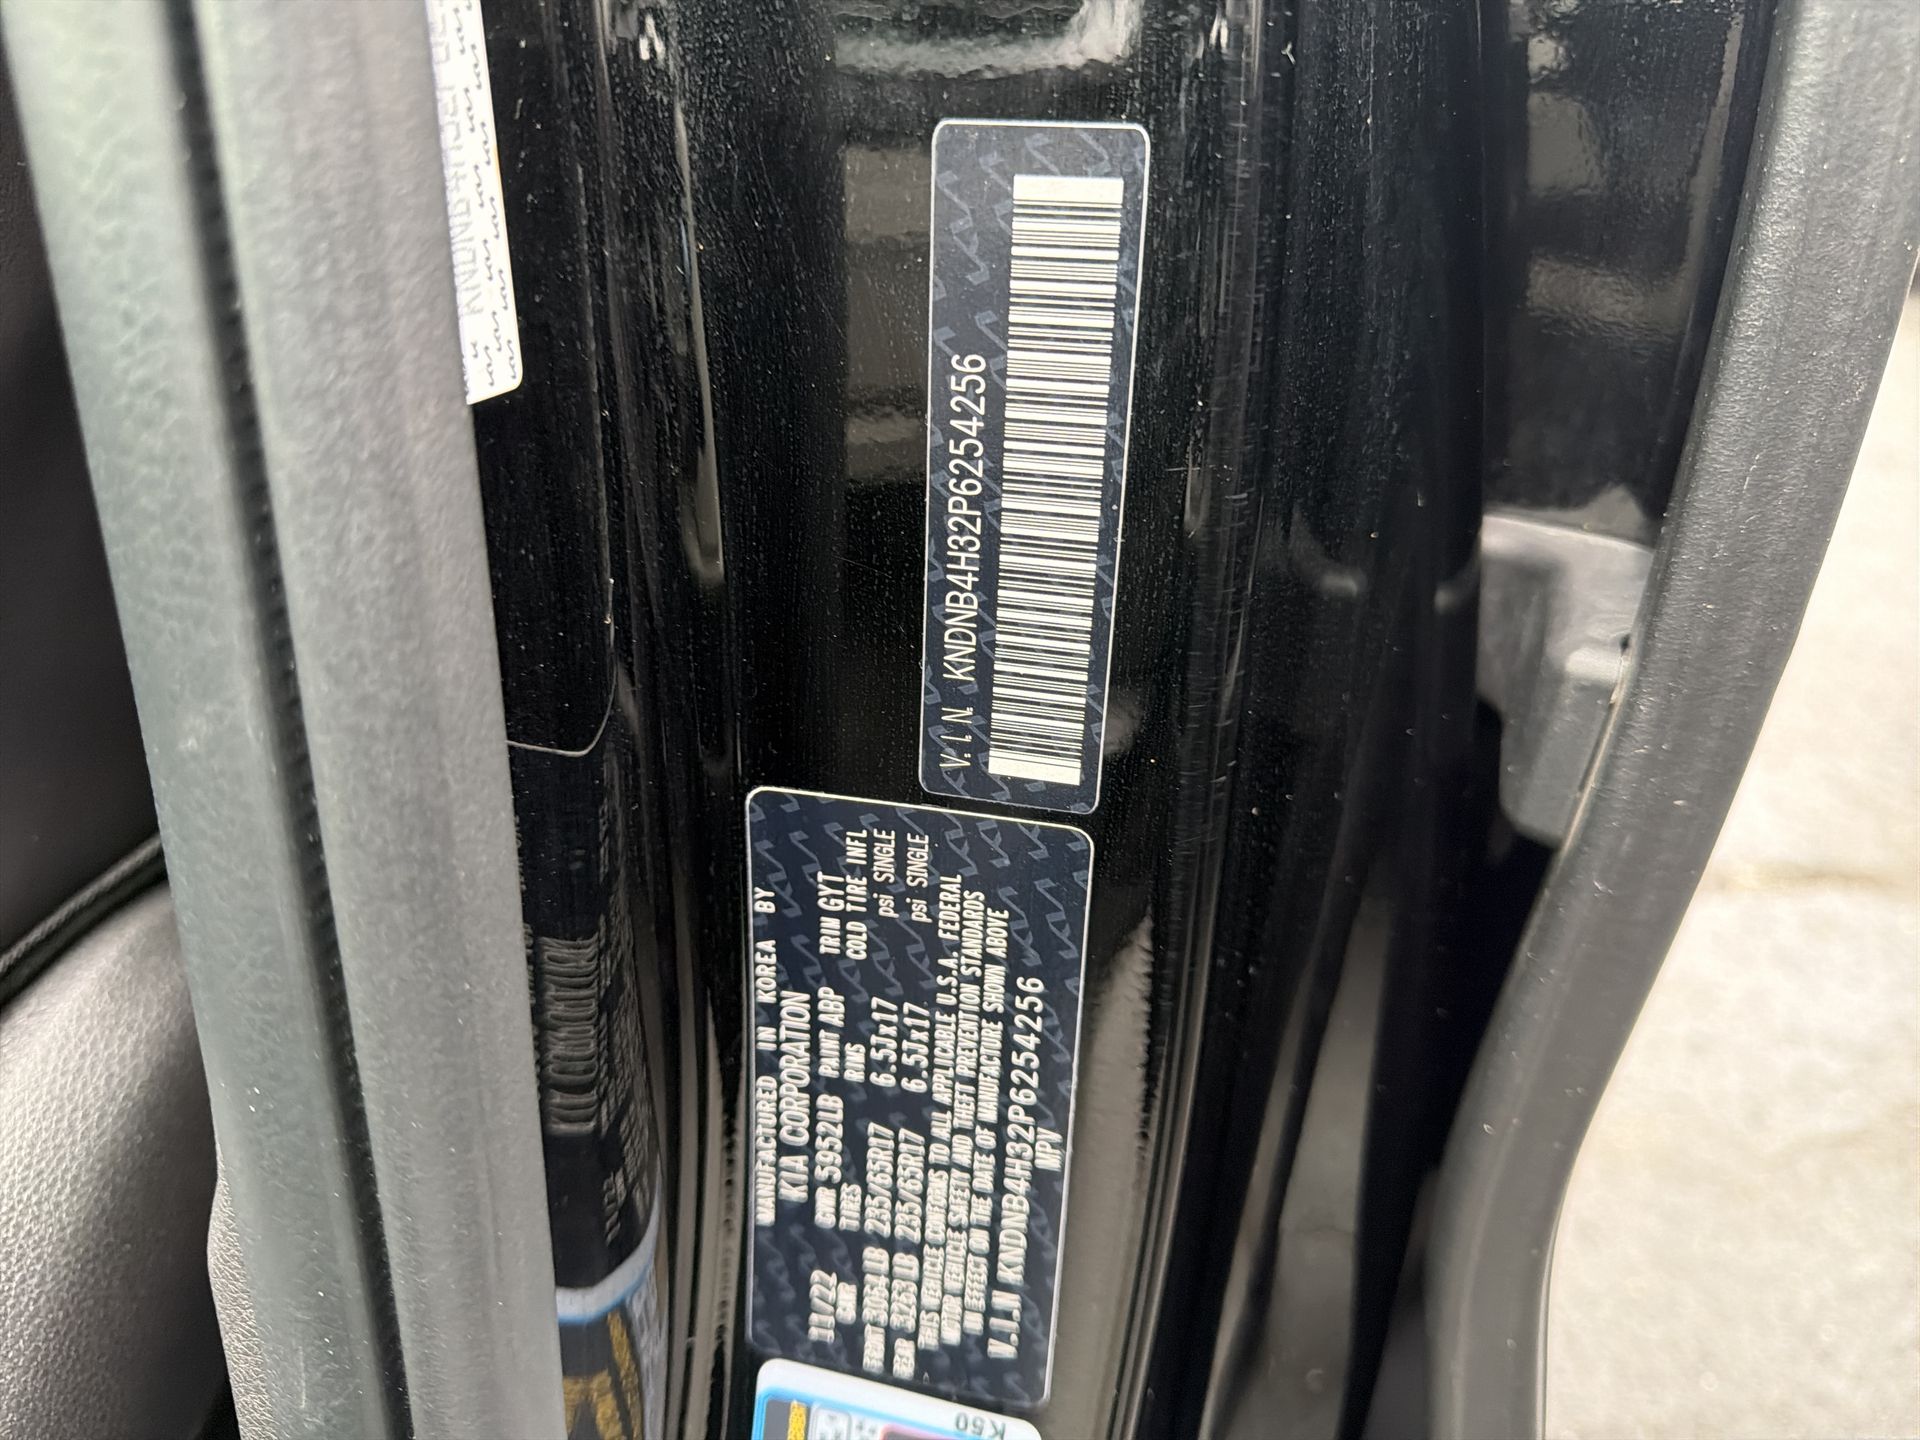 V.I.N. KNDNB4H32P6254256
MANUFACTURED IN KOREA BY
11/22 KIA CORPORATION
GVWR 5952LB PAINT ABP TRIM GYT
GAWR TIRES RMS COLD TIRE INFL
FRONT 3064LB 235/65R17 6.5Jx17 psi SINGLE
REAR 3263LB 235/65R17 6.5Jx17 psi SINGLE
THIS VEHICLE CONFORMS TO ALL APPLICABLE U.S.A. FEDERAL
MOTOR VEHICLE SAFETY AND THEFT PREVENTION STANDARDS
IN EFFECT ON THE DATE OF MANUFACTURE SHOWN ABOVE
V.I.N KNDNB4H32P6254256
MPV
K50